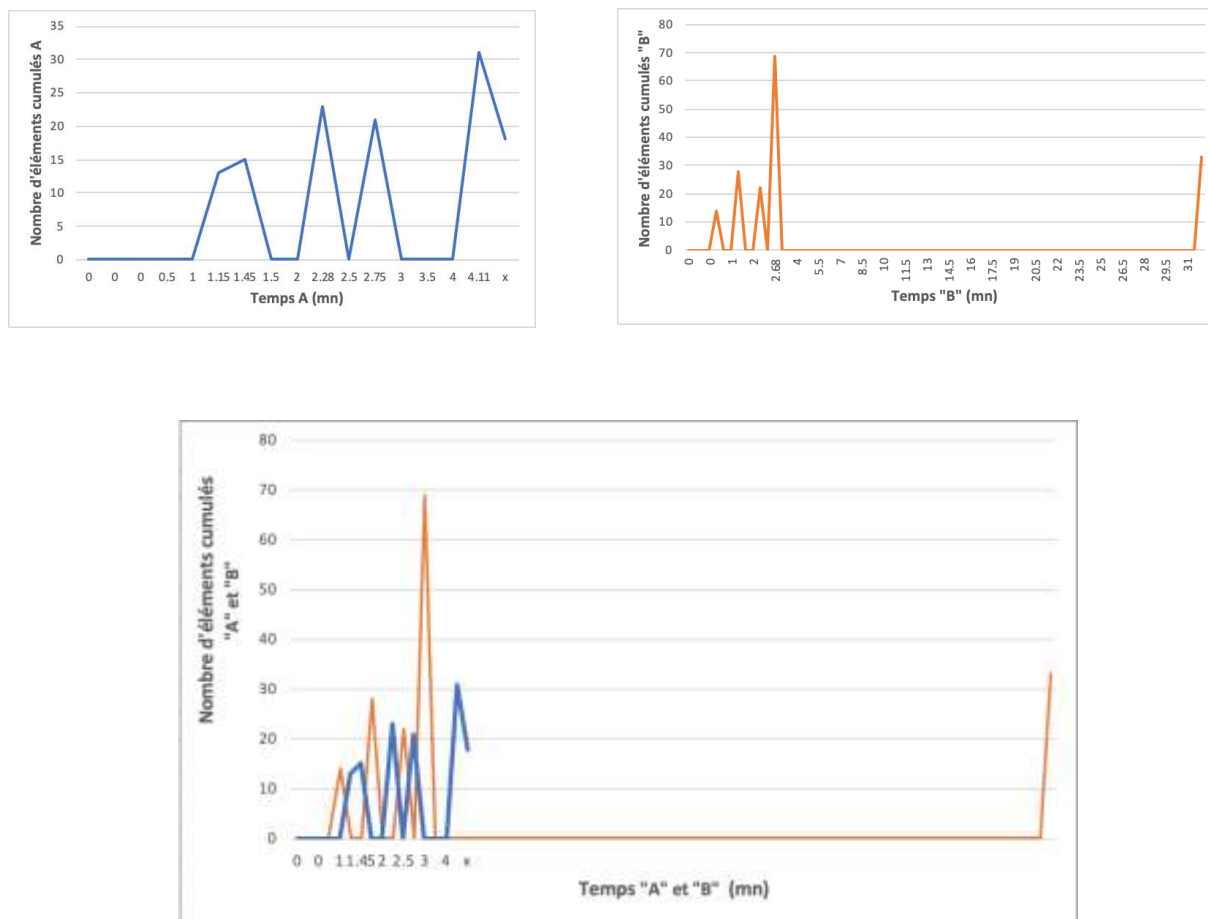 35
30
25
20
15
10
5
0
Nombre d'éléments cumulés A
0 0 0 0.5 1 1.15 1.45 1.5 2 2.28 2.5 2.75 3 3.5 4 4.11 x
Temps A (mn)
80
70
60
50
40
30
20
10
0
Nombre d'éléments cumulés "B"
0 0 1 2 2.68 4 5.5 7 8.5 10 11.5 13 14.5 16 17.5 19 20.5 22 23.5 25 26.5 28 29.5 31
Temps "B" (mn)
80
70
60
50
40
30
20
10
0
Nombre d'éléments cumulés
"A" et "B"
0 0 1 1.45 2 2.5 3 4 x
Temps "A" et "B" (mn)